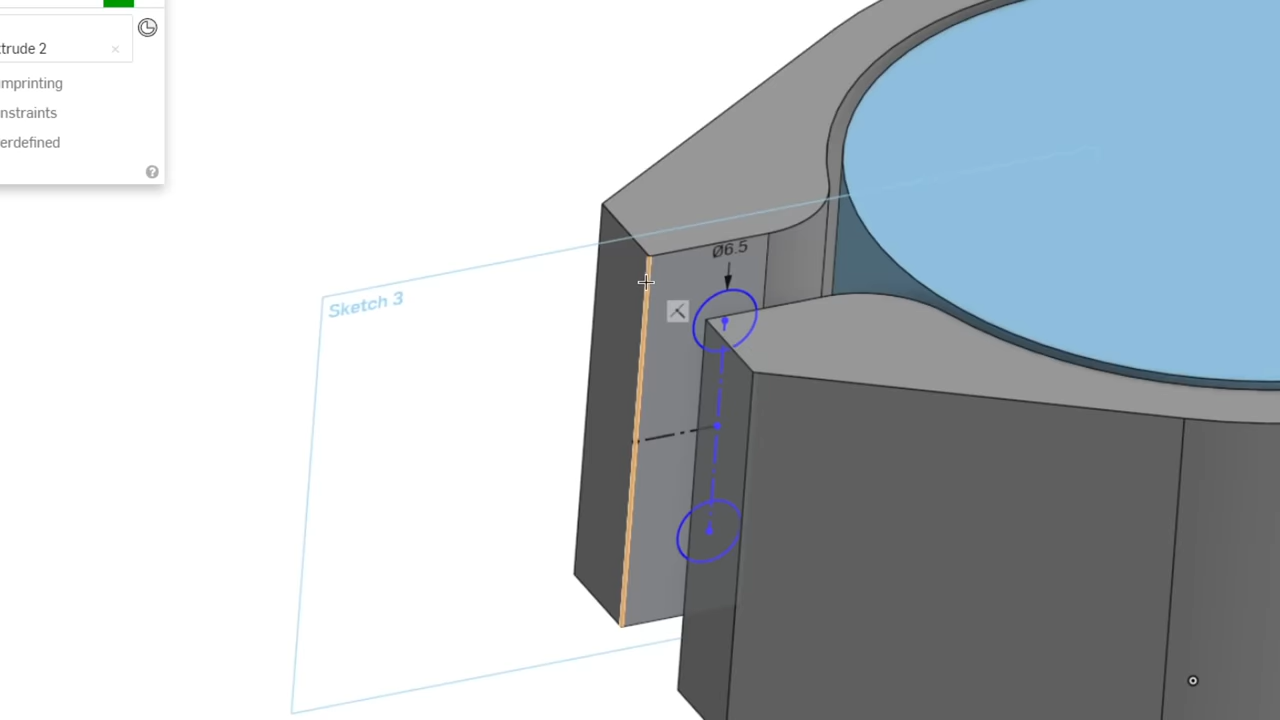 trude 2
mprinting
nstraints
erdefined
Sketch 3
Ø6.5